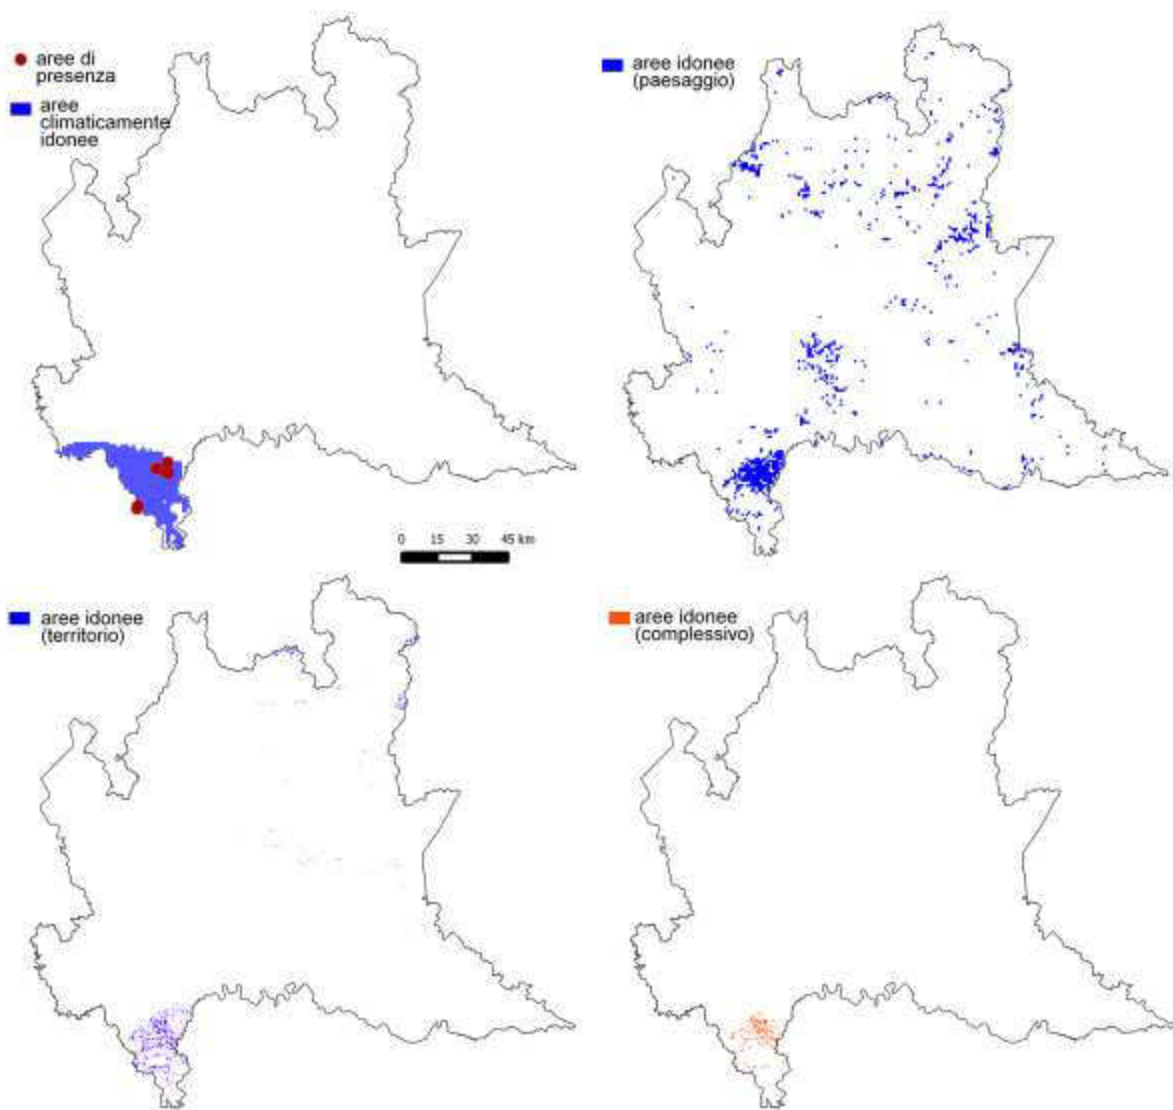 aree di
presenza
aree
climaticamente
idonee
aree idonee
(paesaggio)
0 15 30 45 km
aree idonee
(territorio)
aree idonee
(complessivo)